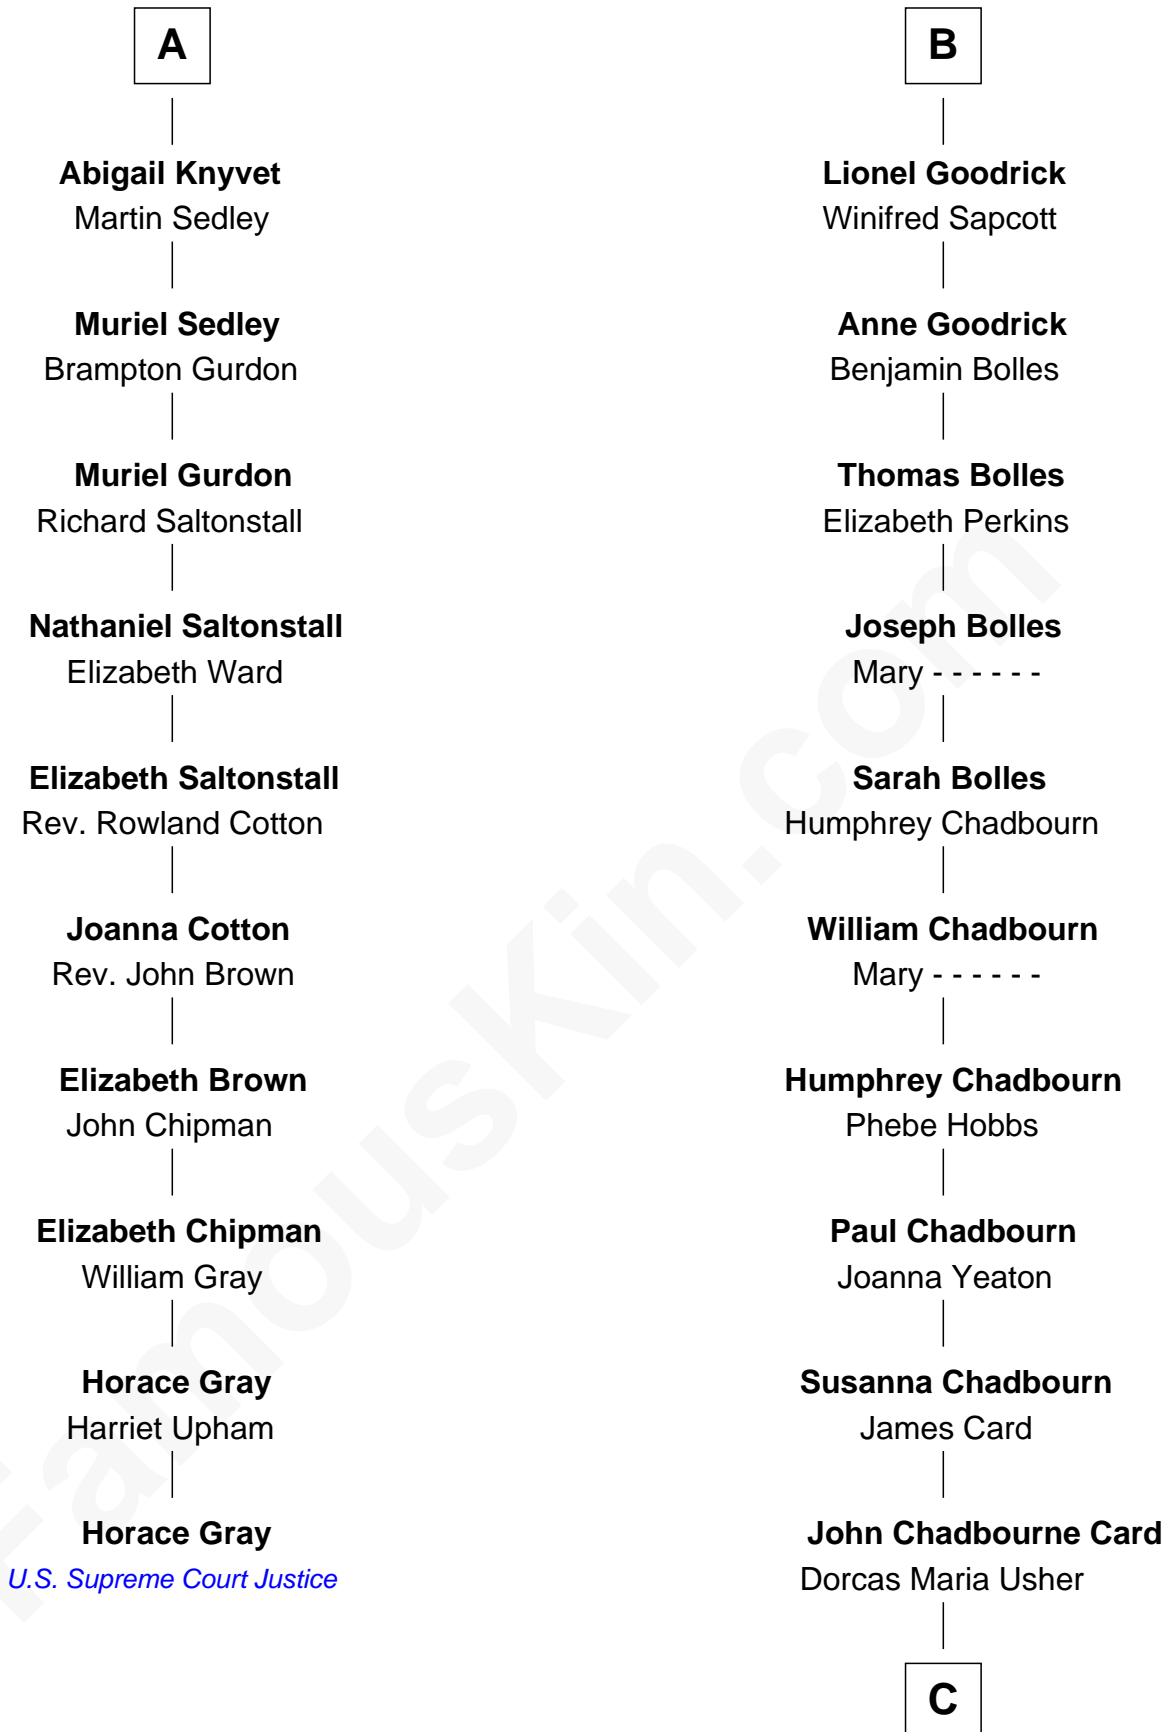 A
Abigail Knyvet
Martin Sedley
Muriel Sedley
Brampton Gurdon
Muriel Gurdon
Richard Saltonstall
Nathaniel Saltonstall
Elizabeth Ward
Elizabeth Saltonstall
Rev. Rowland Cotton
Joanna Cotton
Rev. John Brown
Elizabeth Brown
John Chipman
Elizabeth Chipman
William Gray
Horace Gray
Harriet Upham
Horace Gray
U.S. Supreme Court Justice
B
Lionel Goodrick
Winifred Sapcott
Anne Goodrick
Benjamin Bolles
Thomas Bolles
Elizabeth Perkins
Joseph Bolles
Mary - - - - - -
Sarah Bolles
Humphrey Chadbourn
William Chadbourn
Mary - - - - - -
Humphrey Chadbourn
Phebe Hobbs
Paul Chadbourn
Joanna Yeaton
Susanna Chadbourn
James Card
John Chadbourne Card
Dorcas Maria Usher
C
FamousKin.com